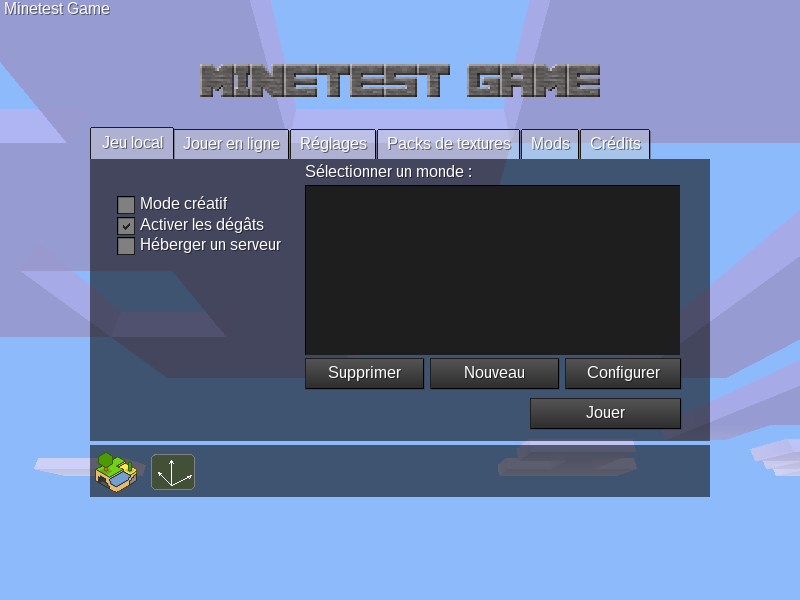 Minetest Game
MINETEST GAME
Jeu local Jouer en ligne Réglages Packs de textures Mods Crédits
Sélectionner un monde :
Mode créatif
Activer les dégâts
Héberger un serveur
Supprimer Nouveau Configurer
Jouer